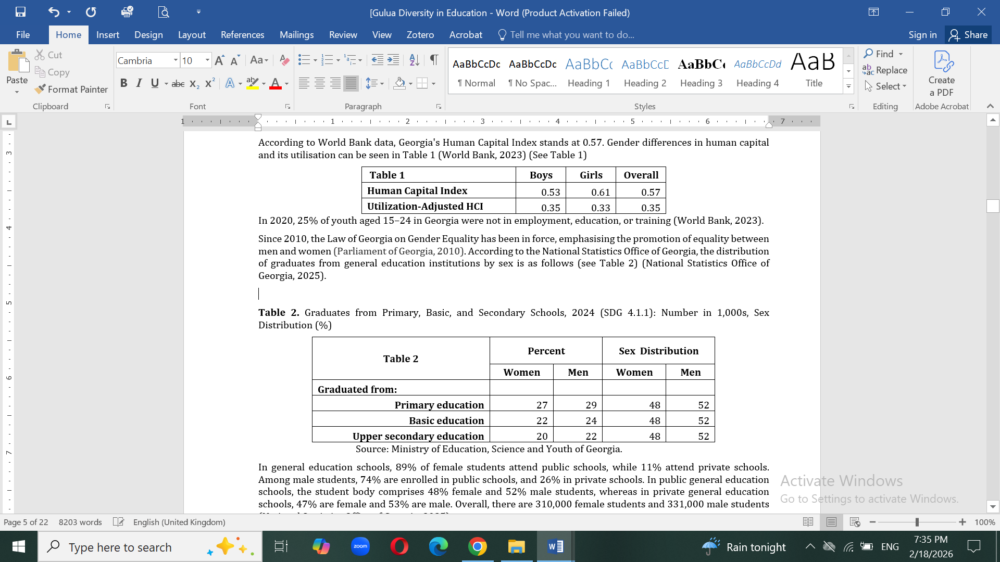 [Gulua Diversity in Education - Word (Product Activation Failed)
File Home Insert Design Layout References Mailings Review View Zotero Acrobat Tell me what you want to do... Sign in Share
Paste
Cut
Copy
Format Painter
Clipboard
Cambria 10
Font
Paragraph
AaBbCcDc AaBbCcDc AaBbCc AaBbCcD AaBbCc AaBbCcDd AaB
¶ Normal ¶ No Spac... Heading 1 Heading 2 Heading 3 Heading 4 Title
Styles
Find
Replace
Select
Editing
Create
a PDF
Adobe Acrobat
1 1 2 3 4 5 6 7
According to World Bank data, Georgia's Human Capital Index stands at 0.57. Gender differences in human capital
and its utilisation can be seen in Table 1 (World Bank, 2023) (See Table 1)
Table 1 Boys Girls Overall
Human Capital Index 0.53 0.61 0.57
Utilization-Adjusted HCI 0.35 0.33 0.35
In 2020, 25% of youth aged 15–24 in Georgia were not in employment, education, or training (World Bank, 2023).
Since 2010, the Law of Georgia on Gender Equality has been in force, emphasising the promotion of equality between
men and women (Parliament of Georgia, 2010). According to the National Statistics Office of Georgia, the distribution
of graduates from general education institutions by sex is as follows (see Table 2) (National Statistics Office of
Georgia, 2025).
Table 2. Graduates from Primary, Basic, and Secondary Schools, 2024 (SDG 4.1.1): Number in 1,000s, Sex
Distribution (%)
Table 2 Percent Sex Distribution
Women Men Women Men
Graduated from:
Primary education 27 29 48 52
Basic education 22 24 48 52
Upper secondary education 20 22 48 52
Source: Ministry of Education, Science and Youth of Georgia.
In general education schools, 89% of female students attend public schools, while 11% attend private schools.
Among male students, 74% are enrolled in public schools, and 26% in private schools. In public general education
schools, the student body comprises 48% female and 52% male students, whereas in private general education
schools, 47% are female and 53% are male. Overall, there are 310,000 female students and 331,000 male students
Activate Windows
Go to Settings to activate Windows.
Page 5 of 22 8203 words English (United Kingdom) 100%
Type here to search
zoom
Rain tonight
ENG
7:35 PM
2/18/2026